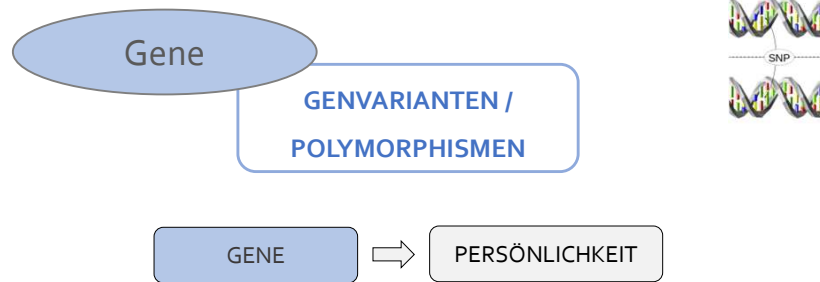 Gene
SNP
GENVARIANTEN /
POLYMORPHISMEN
GENE
PERSÖNLICHKEIT